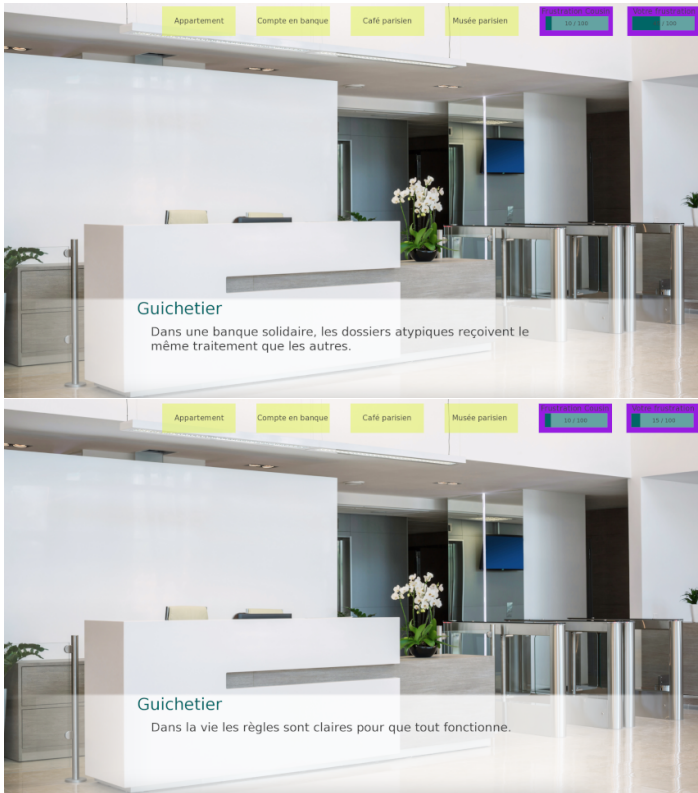 Appartement
Compte en banque
Café parisien
Musée parisien
10 / 100
/ 100
Guichetier
Dans une banque solidaire, les dossiers atypiques reçoivent le
même traitement que les autres.
Appartement
Compte en banque
Café parisien
Musée parisien
10 / 100
15 / 100
Guichetier
Dans la vie les règles sont claires pour que tout fonctionne.